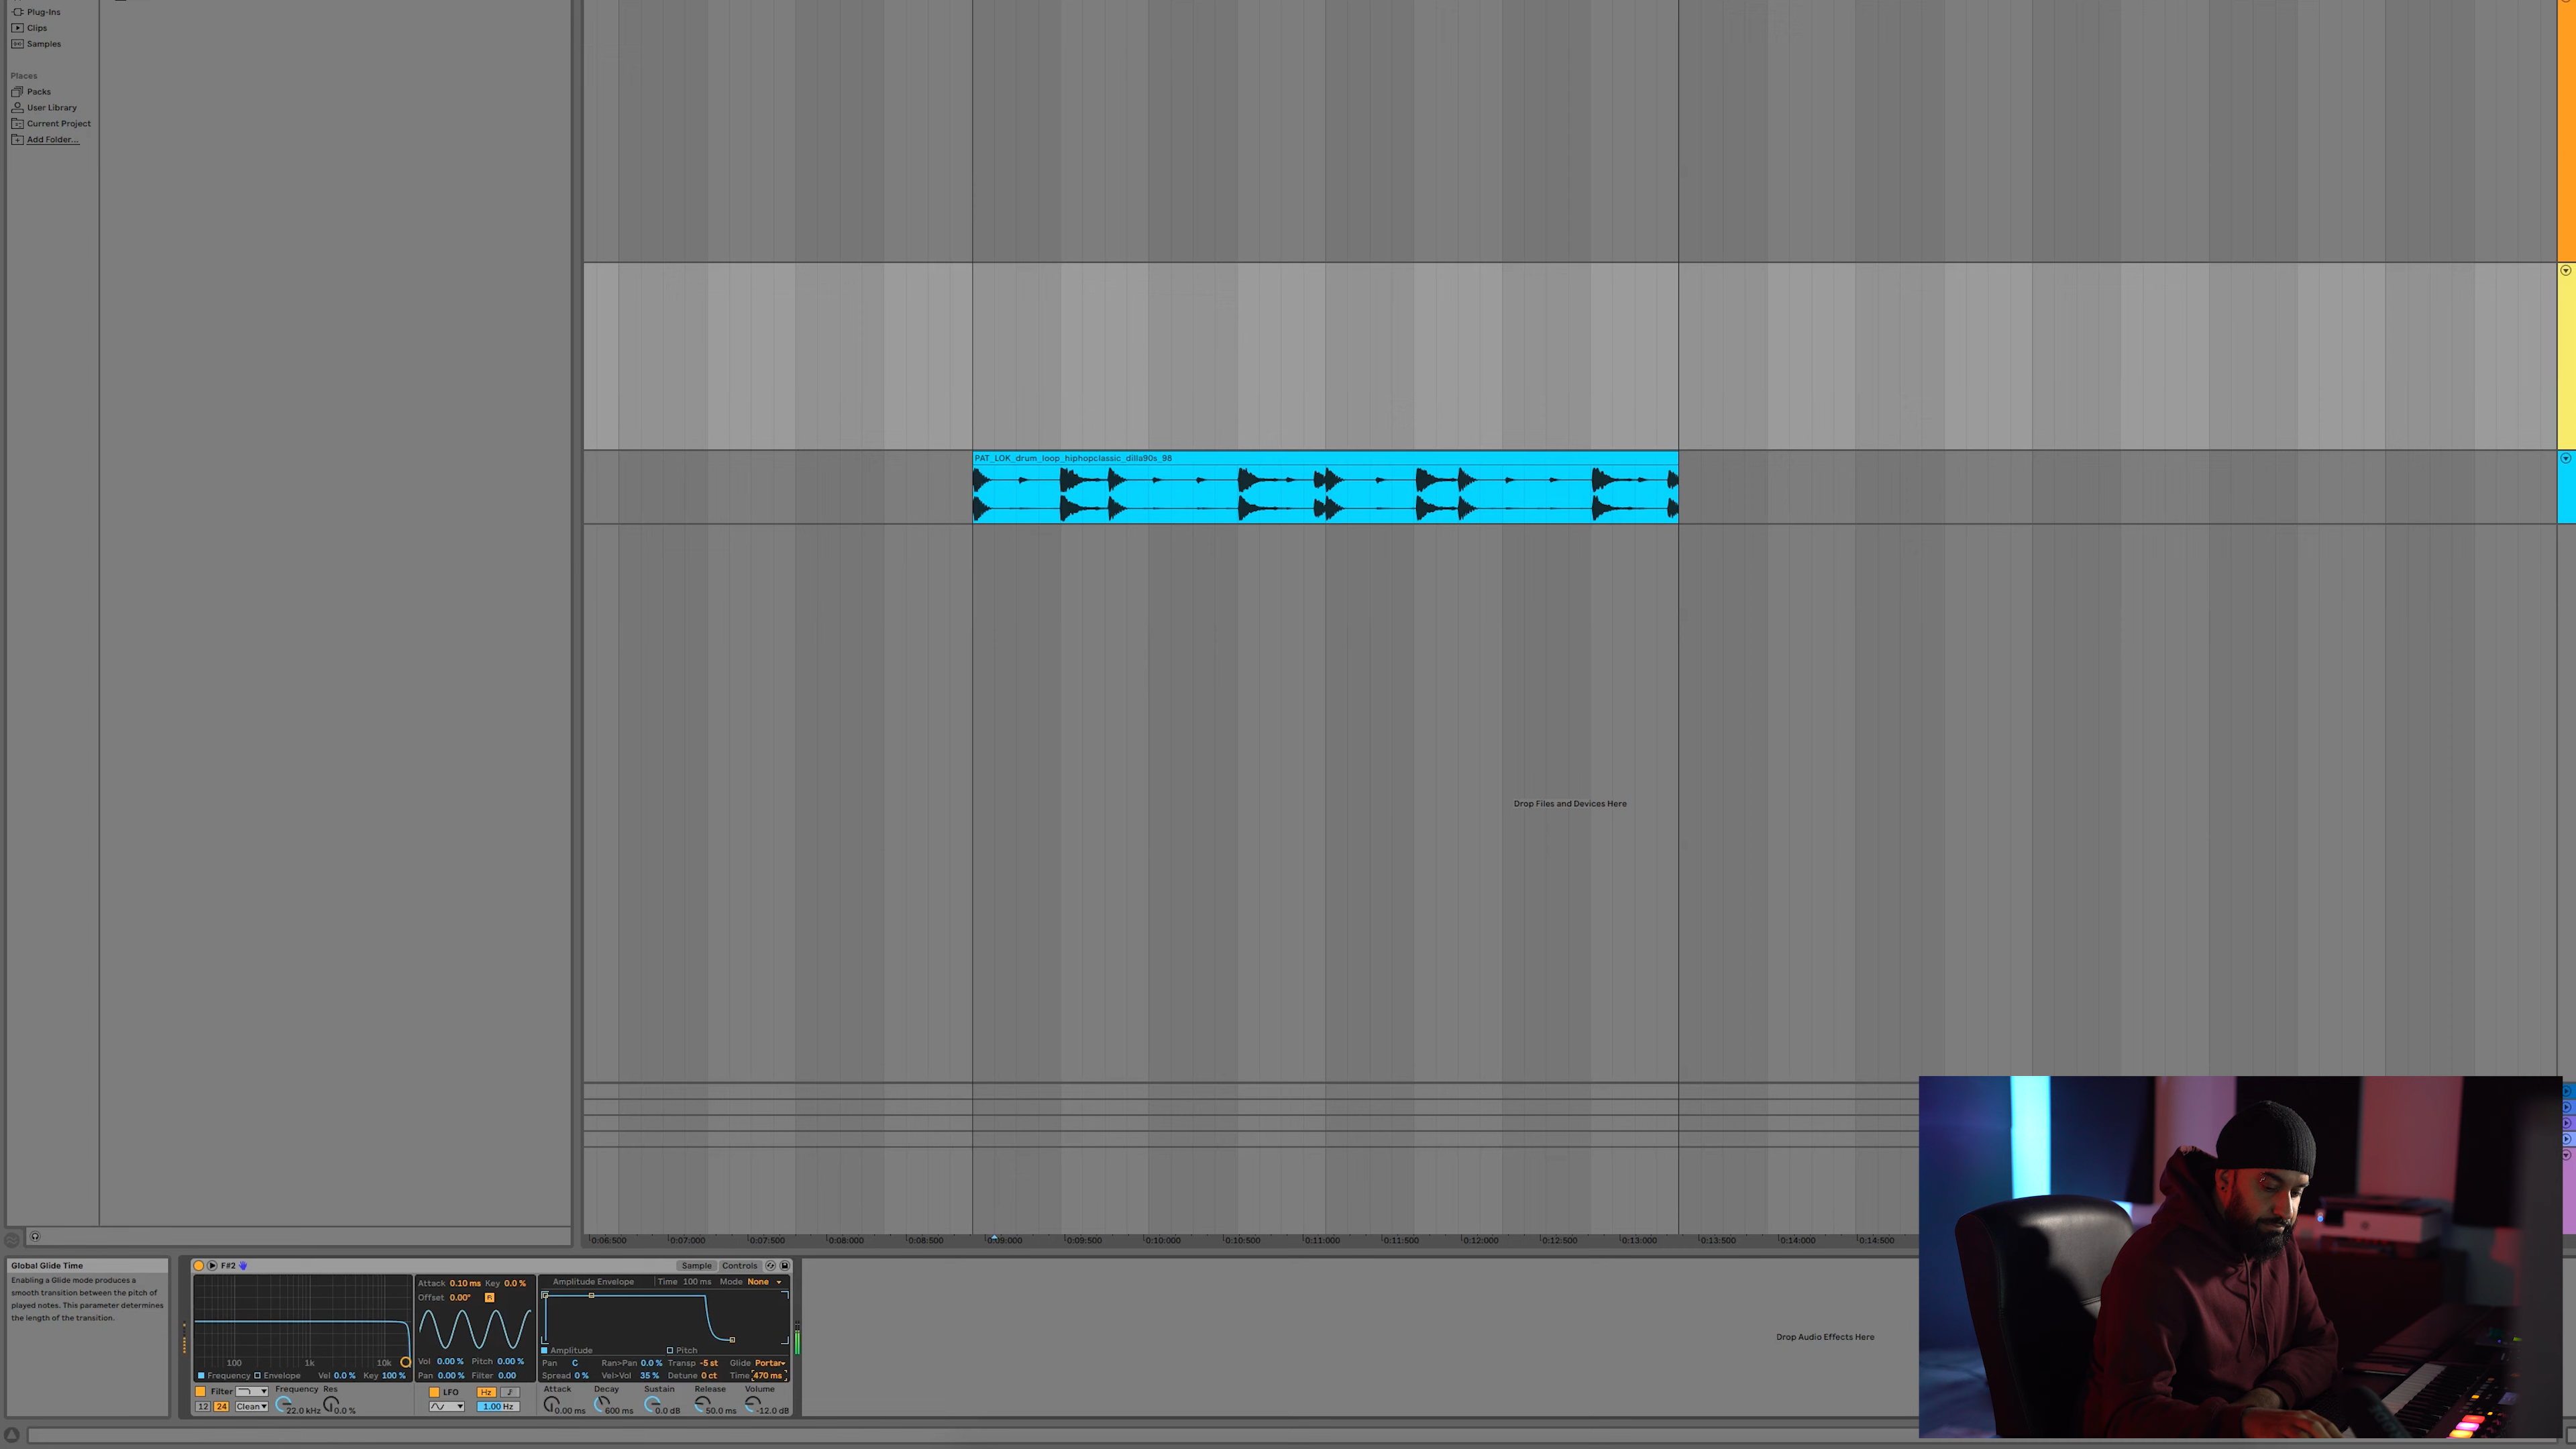 Plug-Ins
Clips
Samples
Places
Packs
User Library
Current Project
Add Folder...
PAT_LOK_drum_loop_hiphopclassic_dilla90s_98
Drop Files and Devices Here
0:06:500 0:07:000 0:07:500 0:08:000 0:08:500 0:09:000 0:09:500 0:10:000 0:10:500 0:11:000 0:11:500 0:12:000 0:12:500 0:13:000 0:13:500 0:14:000 0:14:500
Global Glide Time
Enabling a Glide mode produces a
smooth transition between the pitch of
played notes. This parameter determines
the length of the transition.
F#2 Sample Controls
100 1k 10k
Frequency Envelope Vel 0.0 % Key 100 %
Filter Frequency Res
12 24 Clean 22.0 kHz 0.0 %
Attack 0.10 ms Key 0.0 %
Offset 0.00° R
Vol 0.00 % Pitch 0.00 %
Pan 0.00 % Filter 0.00
LFO Hz
1.00 Hz
Amplitude Envelope Time 100 ms Mode None
Amplitude Pitch
Pan C Ran>Pan 0.0 % Transp -5 st Glide Portar
Spread 0 % Vel>Vol 35 % Detune 0 ct Time 470 ms
Attack Decay Sustain Release Volume
0.00 ms 600 ms 0.0 dB 50.0 ms -12.0 dB
Drop Audio Effects Here